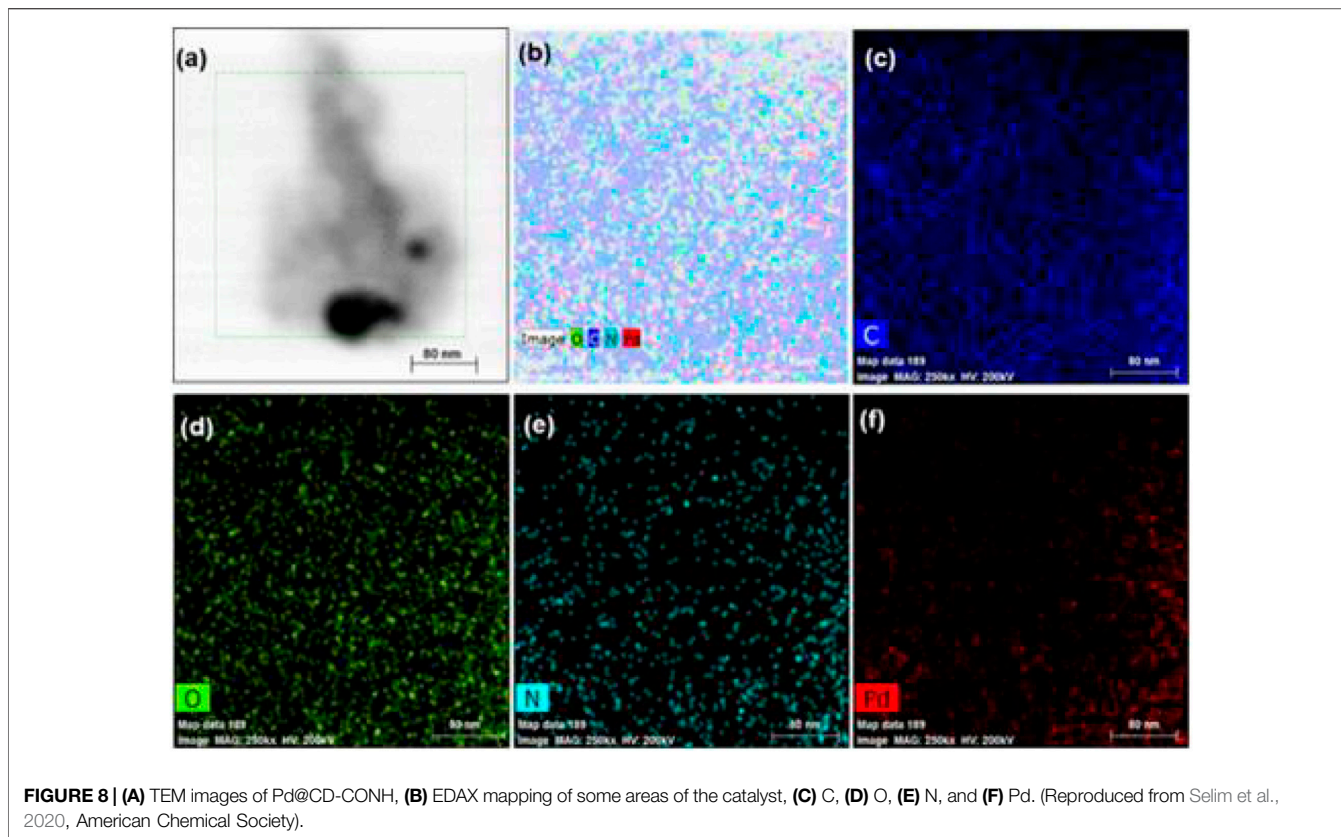 (a)
(b)
(c)
80 nm
Image O C N Pd
C
Map data 189
80 nm
Image MAG: 250kx HV: 200kV
(d)
(e)
(f)
O
N
Pd
Map data 189
80 nm
Image MAG: 250kx HV: 200kV
Map data 189
80 nm
Image MAG: 250kx HV: 200kV
Map data 189
80 nm
Image MAG: 250kx HV: 200kV
FIGURE 8 | (A) TEM images of Pd@CD-CONH, (B) EDAX mapping of some areas of the catalyst, (C) C, (D) O, (E) N, and (F) Pd. (Reproduced from Selim et al.,
2020, American Chemical Society).